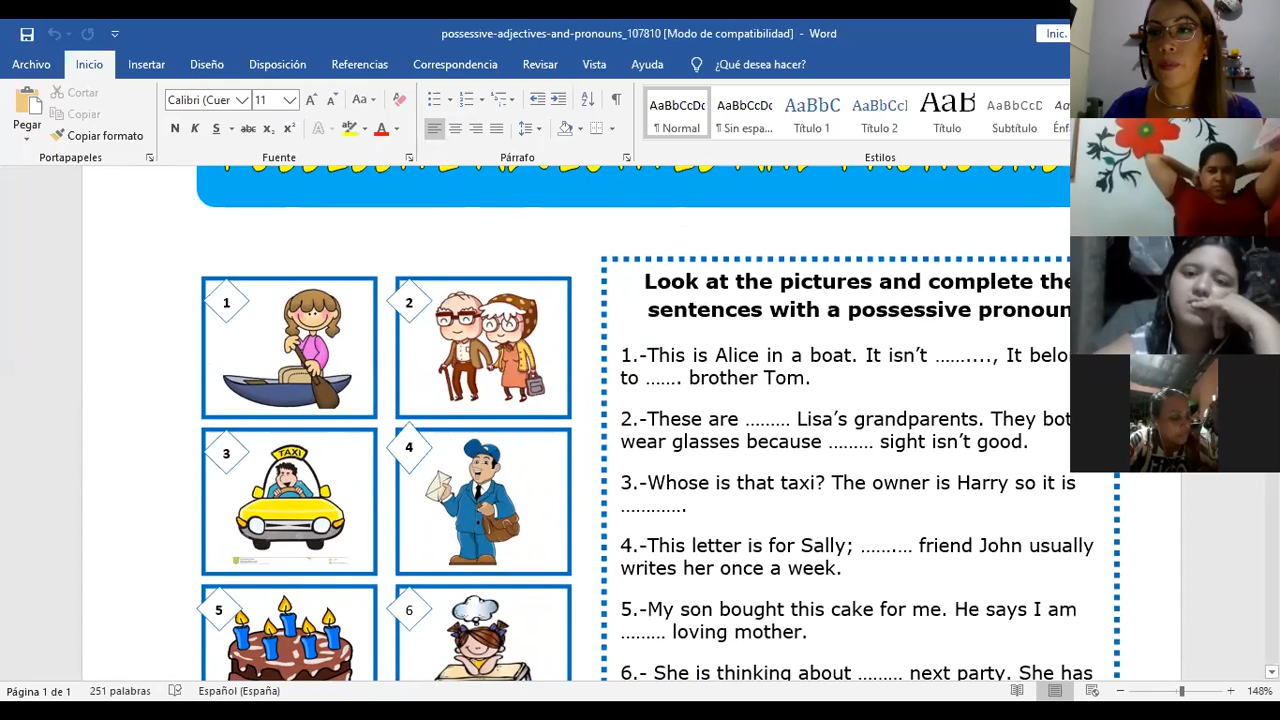 possessive-adjectives-and-pronouns_107810 [Modo de compatibilidad] - Word
Inic.
Archivo Inicio Insertar Diseño Disposición Referencias Correspondencia Revisar Vista Ayuda ¿Qué desea hacer?
Pegar
Cortar
Copiar
Copiar formato
Portapapeles
Calibri (Cuer 11
Aa
N K S abc x₂ x² A A
Fuente
Párrafo
AaBbCcDc AaBbCcDc AaBbC AaBbCcI AaB AaBbCcD
¶ Normal ¶ Sin espa... Título 1 Título 2 Título Subtítulo
Estilos
1
2
3
TAXI
4
5
6
Look at the pictures and complete the
sentences with a possessive pronoun
1.-This is Alice in a boat. It isn’t ........., It belo
to ....... brother Tom.
2.-These are ......... Lisa’s grandparents. They bot
wear glasses because ......... sight isn’t good.
3.-Whose is that taxi? The owner is Harry so it is
.............
4.-This letter is for Sally; .......... friend John usually
writes her once a week.
5.-My son bought this cake for me. He says I am
......... loving mother.
6.- She is thinking about ......... next party. She has
Página 1 de 1 251 palabras Español (España) 148%